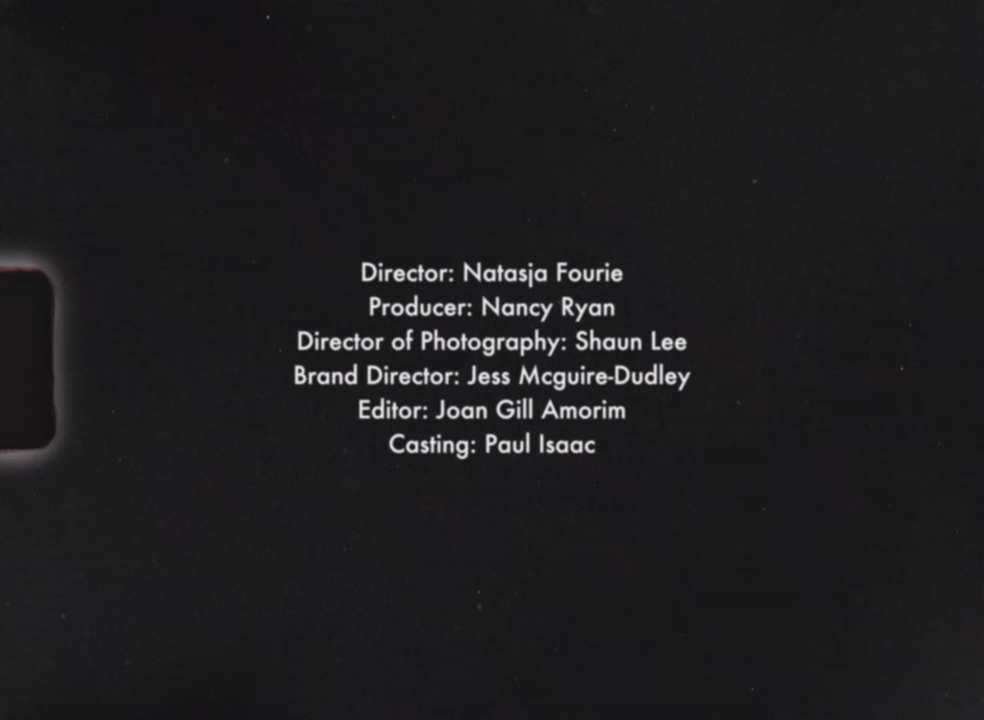 Director: Natasja Fourie
Producer: Nancy Ryan
Director of Photography: Shaun Lee
Brand Director: Jess Mcguire-Dudley
Editor: Joan Gill Amorim
Casting: Paul Isaac